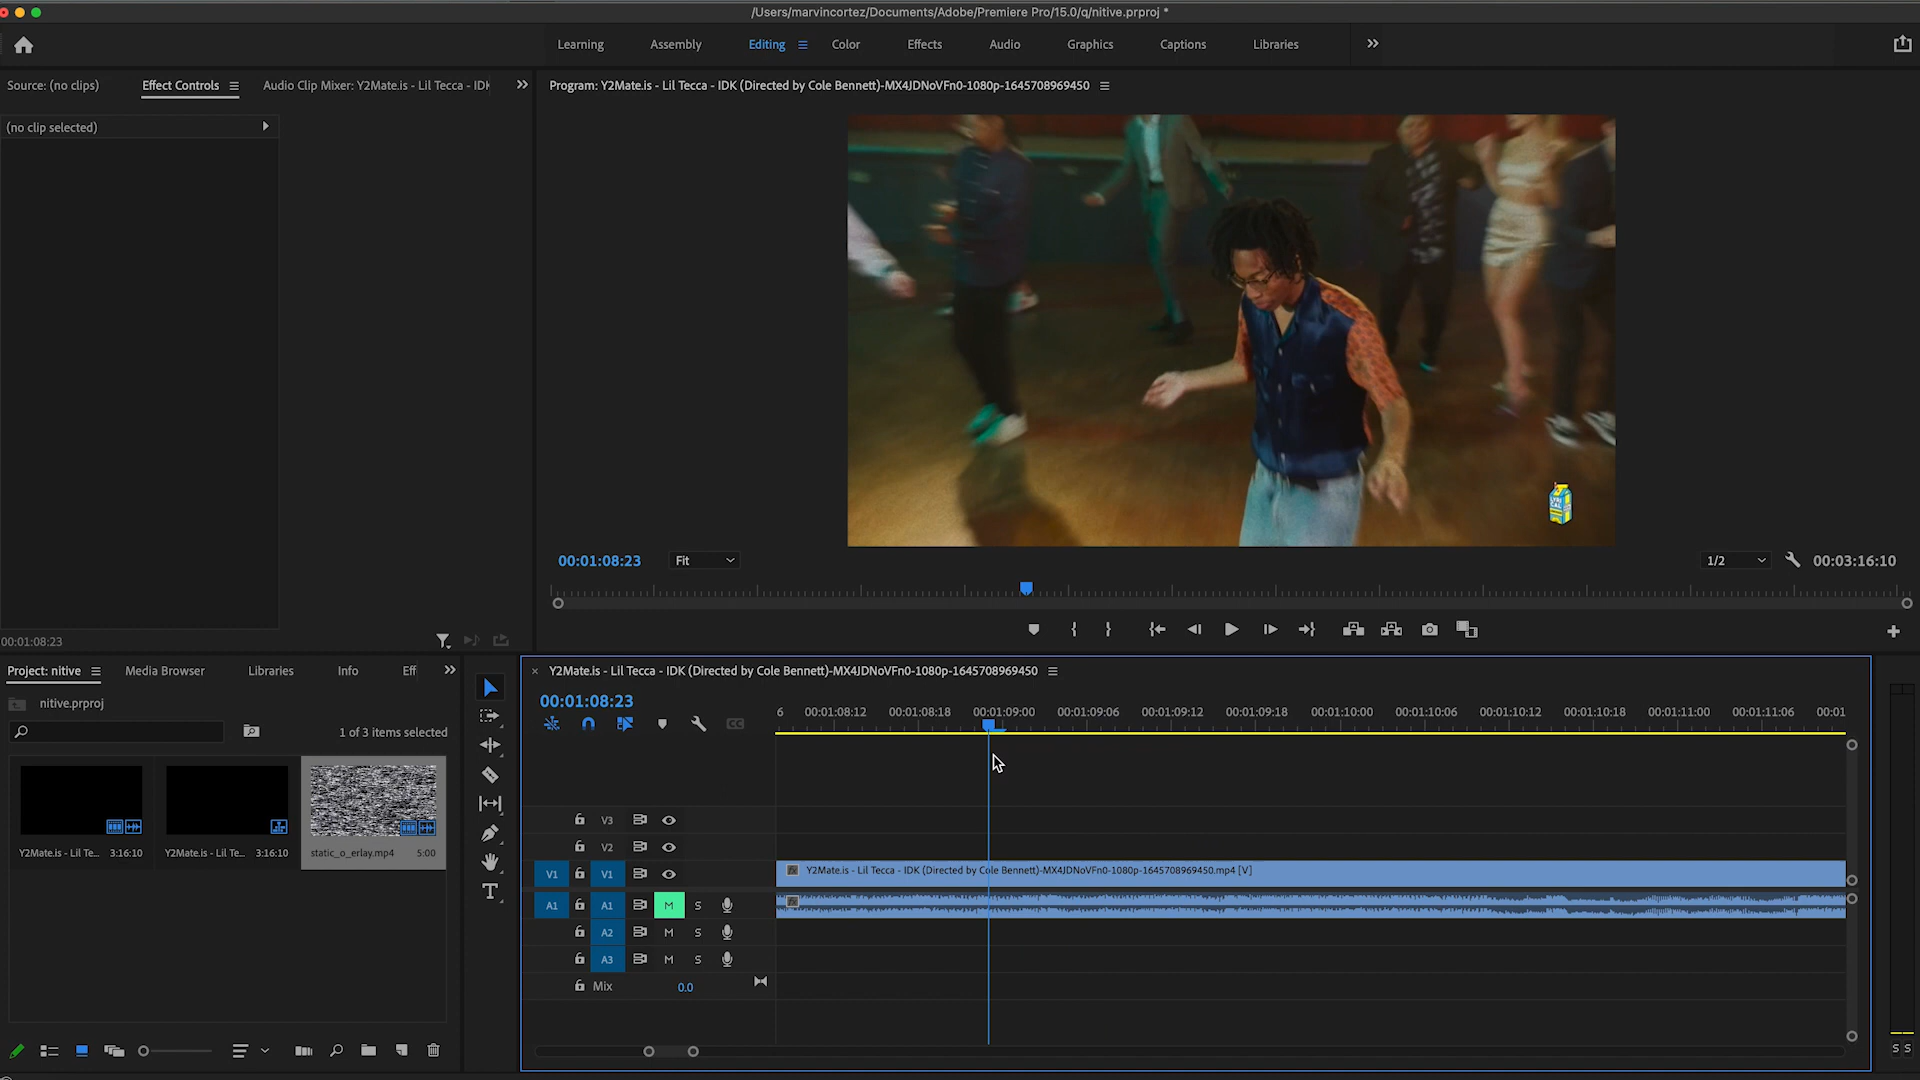 /Users/marvincortez/Documents/Adobe/Premiere Pro/15.0/q/nitive.prproj *
Learning Assembly Editing Color Effects Audio Graphics Captions Libraries
Source: (no clips) Effect Controls Audio Clip Mixer: Y2Mate.is - Lil Tecca - IDK
Program: Y2Mate.is - Lil Tecca - IDK (Directed by Cole Bennett)-MX4JDNoVFn0-1080p-1645708969450
(no clip selected)
LYRICAL
00:01:08:23 Fit 1/2 00:03:16:10
00:01:08:23
Project: nitive Media Browser Libraries Info Eff
Y2Mate.is - Lil Tecca - IDK (Directed by Cole Bennett)-MX4JDNoVFn0-1080p-1645708969450
nitive.prproj
1 of 3 items selected
Y2Mate.is - Lil Te... 3:16:10 Y2Mate.is - Lil Te... 3:16:10 static_o_erlay.mp4 5:00
00:01:08:23
6 00:01:08:12 00:01:08:18 00:01:09:00 00:01:09:06 00:01:09:12 00:01:09:18 00:01:10:00 00:01:10:06 00:01:10:12 00:01:10:18 00:01:11:00 00:01:11:06 00:01
V3
V2
V1 V1 Y2Mate.is - Lil Tecca - IDK (Directed by Cole Bennett)-MX4JDNoVFn0-1080p-1645708969450.mp4 [V]
A1 A1 M S
A2 M S
A3 M S
Mix 0.0
S S